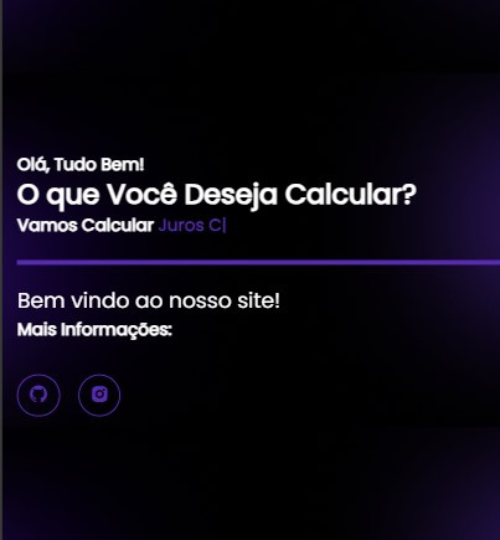 Olá, Tudo Bem!
O que Você Deseja Calcular?
Vamos Calcular Juros C|
Bem vindo ao nosso site!
Mais Informações: